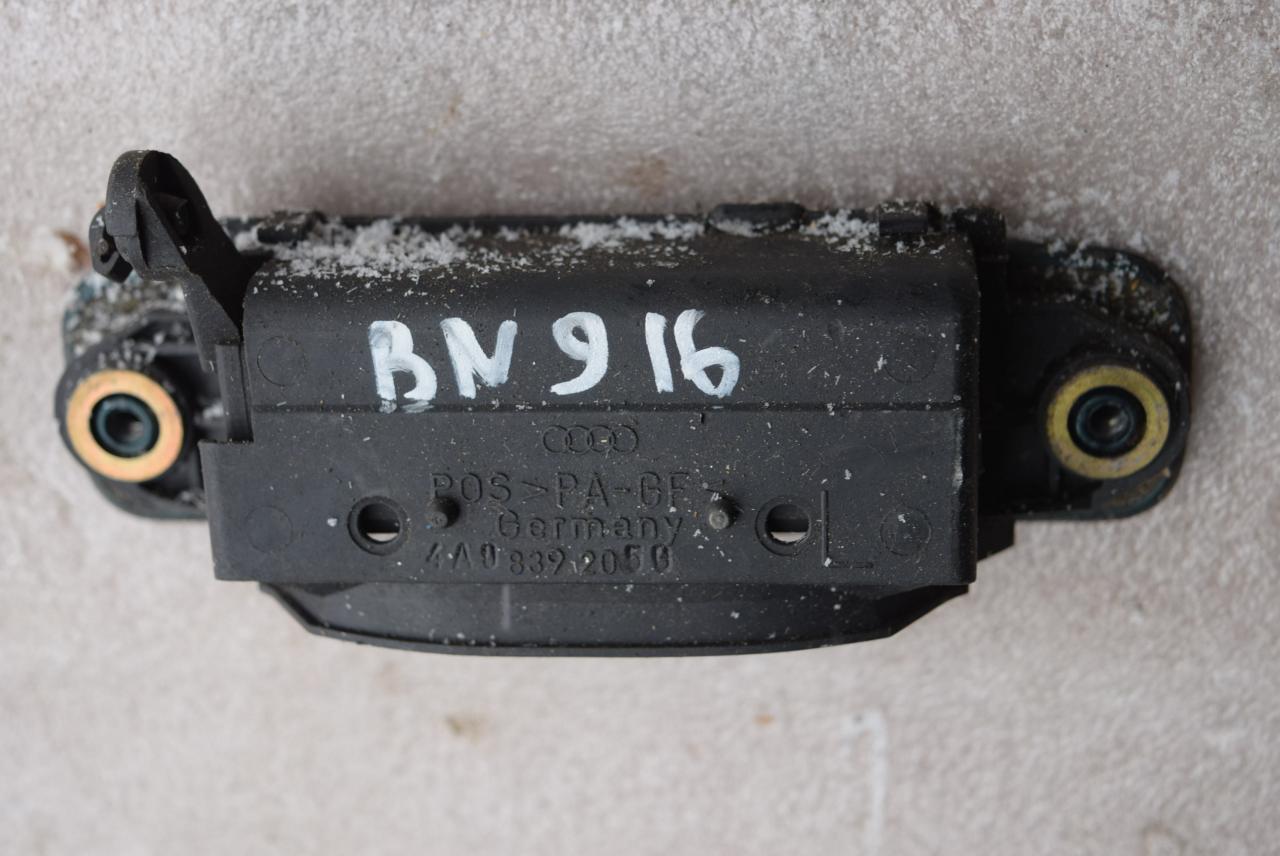 BN916
POS >PA-GF<
Germany
4A0 839 205 G
L